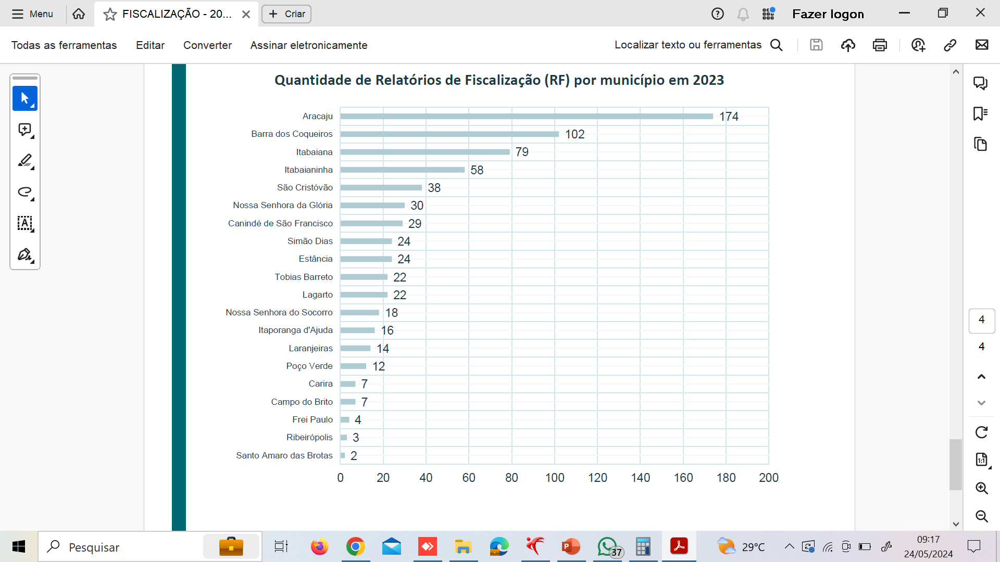 Menu
FISCALIZAÇÃO - 20...
Criar
Fazer logon
Todas as ferramentas
Editar
Converter
Assinar eletronicamente
Localizar texto ou ferramentas
Quantidade de Relatórios de Fiscalização (RF) por município em 2023
Aracaju 174
Barra dos Coqueiros 102
Itabaiana 79
Itabaianinha 58
São Cristóvão 38
Nossa Senhora da Glória 30
Canindé de São Francisco 29
Simão Dias 24
Estância 24
Tobias Barreto 22
Lagarto 22
Nossa Senhora do Socorro 18
Itaporanga d'Ajuda 16
Laranjeiras 14
Poço Verde 12
Carira 7
Campo do Brito 7
Frei Paulo 4
Ribeirópolis 3
Santo Amaro das Brotas 2
0 20 40 60 80 100 120 140 160 180 200
4
4
1:1
Pesquisar
37
29°C
09:17
24/05/2024